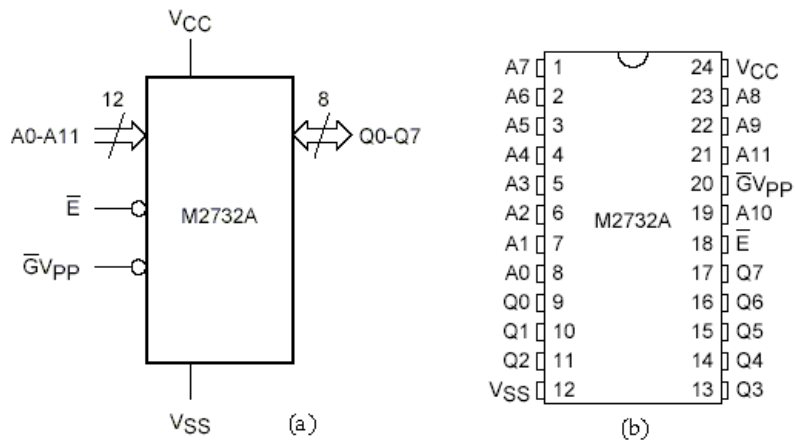 VCC
12
8
A0-A11
Q0-Q7
E̅
M2732A
G̅VPP
VSS
(a)
A7 1 24 VCC
A6 2 23 A8
A5 3 22 A9
A4 4 21 A11
A3 5 20 G̅VPP
A2 6 M2732A 19 A10
A1 7 18 E̅
A0 8 17 Q7
Q0 9 16 Q6
Q1 10 15 Q5
Q2 11 14 Q4
VSS 12 13 Q3
(b)